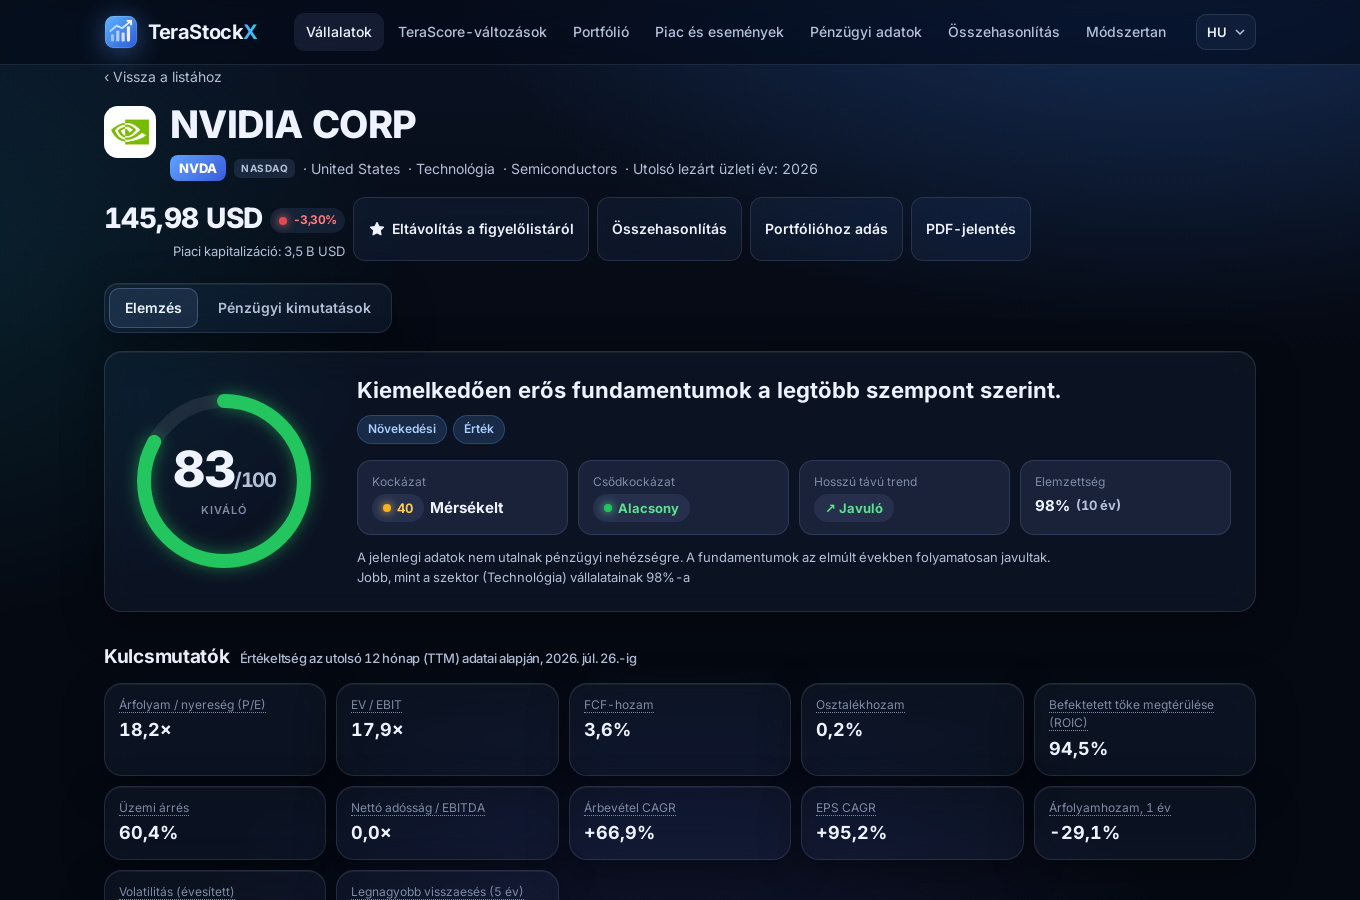 TeraStockX
Vállalatok
TeraScore-változások
Portfólió
Piac és események
Pénzügyi adatok
Összehasonlítás
Módszertan
HU
‹ Vissza a listához
NVIDIA CORP
NVDA NASDAQ · United States · Technológia · Semiconductors · Utolsó lezárt üzleti év: 2026
145,98 USD -3,30%
Piaci kapitalizáció: 3,5 B USD
Eltávolítás a figyelőlistáról
Összehasonlítás
Portfólióhoz adás
PDF-jelentés
Elemzés
Pénzügyi kimutatások
83/100
KIVÁLÓ
Kiemelkedően erős fundamentumok a legtöbb szempont szerint.
Növekedési
Érték
Kockázat
40 Mérsékelt
Csődkockázat
Alacsony
Hosszú távú trend
↗ Javuló
Elemzettség
98% (10 év)
A jelenlegi adatok nem utalnak pénzügyi nehézségre. A fundamentumok az elmúlt években folyamatosan javultak.
Jobb, mint a szektor (Technológia) vállalatainak 98%-a
Kulcsmutatók Értékeltség az utolsó 12 hónap (TTM) adatai alapján, 2026. júl. 26.-ig
Árfolyam / nyereség (P/E)
18,2×
EV / EBIT
17,9×
FCF-hozam
3,6%
Osztalékhozam
0,2%
Befektetett tőke megtérülése
(ROIC)
94,5%
Üzemi árrés
60,4%
Nettó adósság / EBITDA
0,0×
Árbevétel CAGR
+66,9%
EPS CAGR
+95,2%
Árfolyamhozam, 1 év
-29,1%
Volatilitás (évesített)
Legnagyobb visszaesés (5 év)